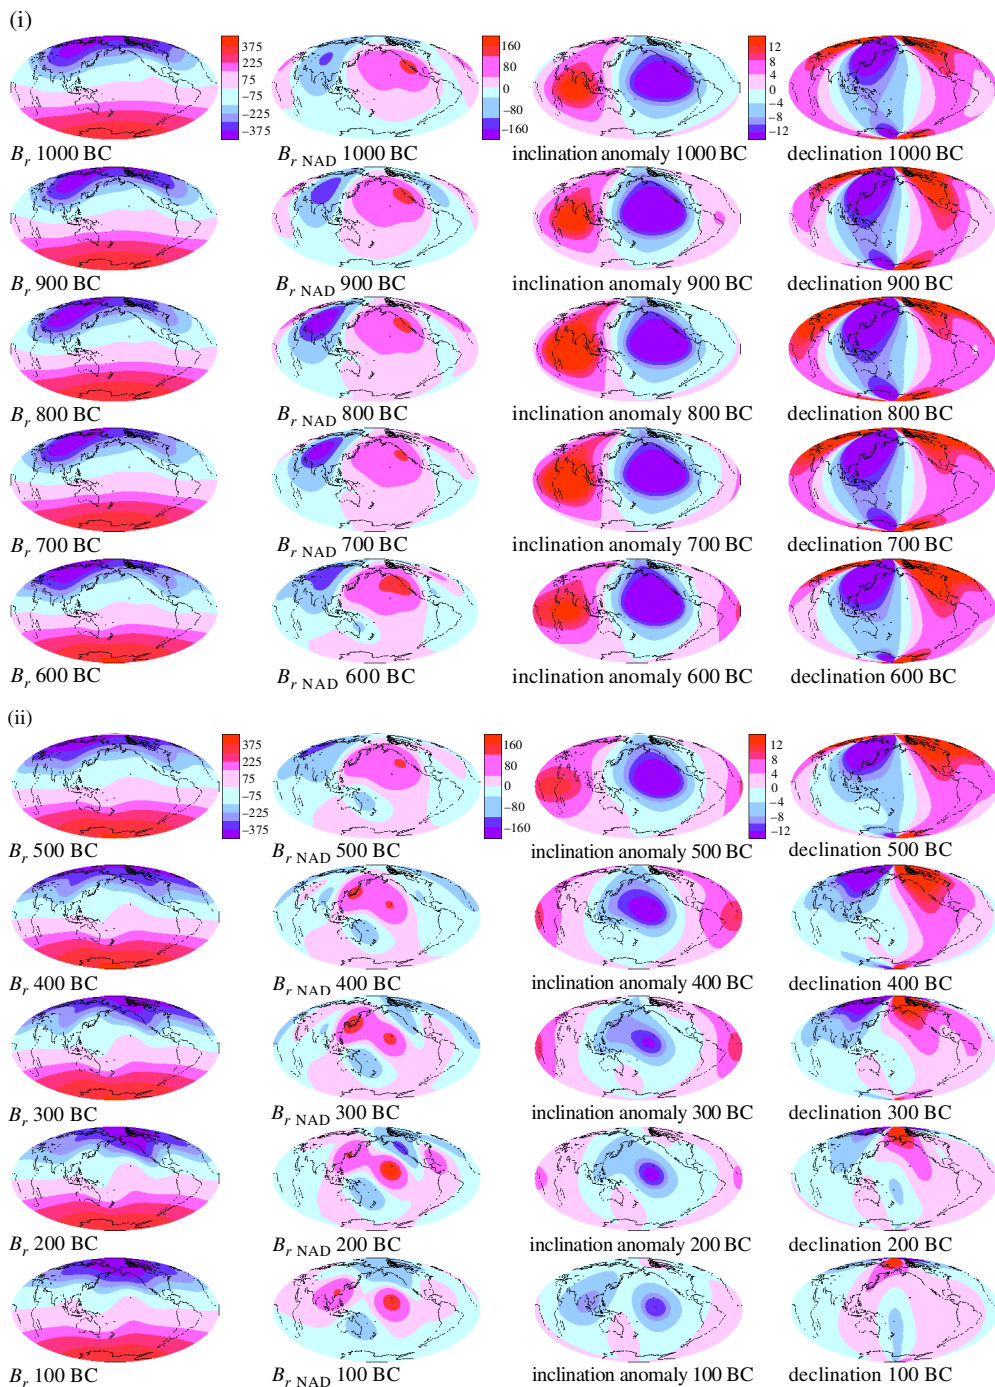 (i)
375
225
75
−75
−225
−375
160
80
0
−80
−160
12
8
4
0
−4
−8
−12
B_r 1000 BC
B_r NAD 1000 BC
inclination anomaly 1000 BC
declination 1000 BC
B_r 900 BC
B_r NAD 900 BC
inclination anomaly 900 BC
declination 900 BC
B_r 800 BC
B_r NAD 800 BC
inclination anomaly 800 BC
declination 800 BC
B_r 700 BC
B_r NAD 700 BC
inclination anomaly 700 BC
declination 700 BC
B_r 600 BC
B_r NAD 600 BC
inclination anomaly 600 BC
declination 600 BC
(ii)
375
225
75
−75
−225
−375
160
80
0
−80
−160
12
8
4
0
−4
−8
−12
B_r 500 BC
B_r NAD 500 BC
inclination anomaly 500 BC
declination 500 BC
B_r 400 BC
B_r NAD 400 BC
inclination anomaly 400 BC
declination 400 BC
B_r 300 BC
B_r NAD 300 BC
inclination anomaly 300 BC
declination 300 BC
B_r 200 BC
B_r NAD 200 BC
inclination anomaly 200 BC
declination 200 BC
B_r 100 BC
B_r NAD 100 BC
inclination anomaly 100 BC
declination 100 BC